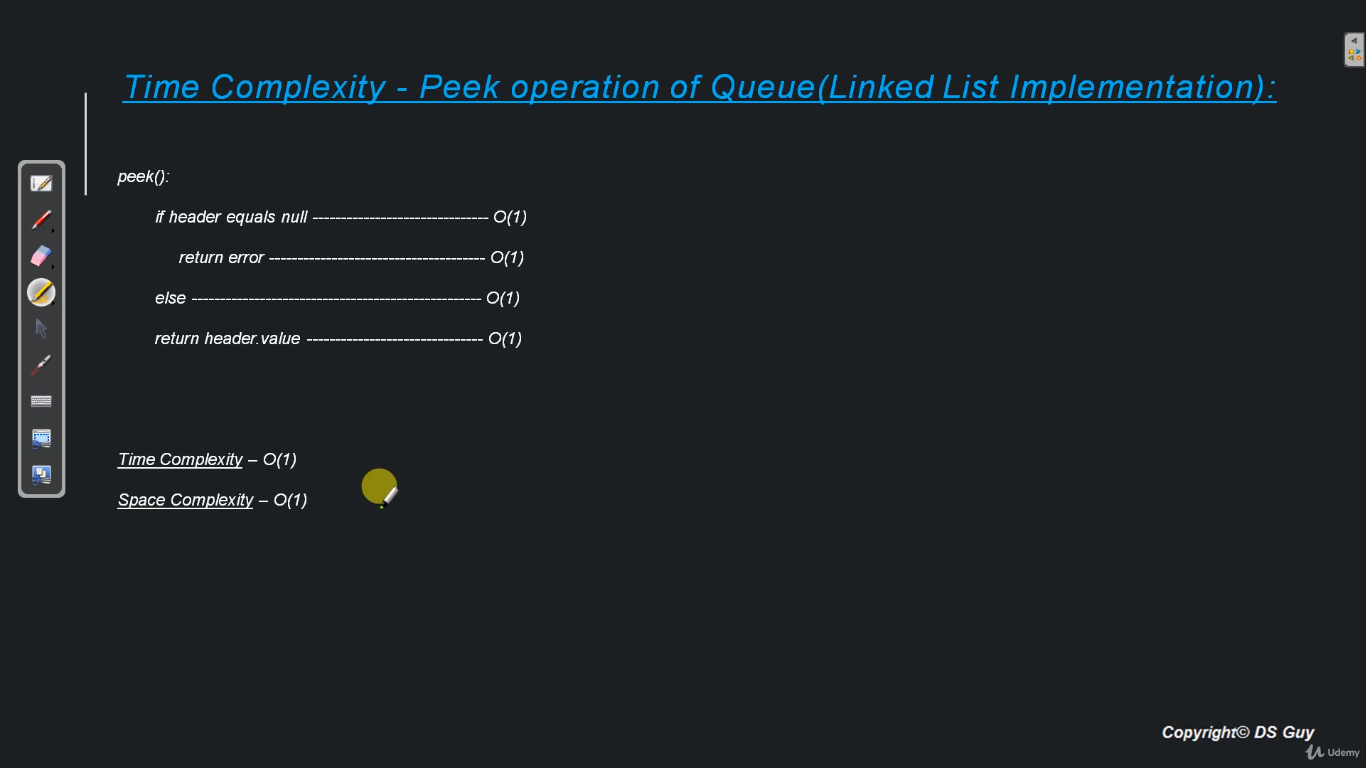 Time Complexity - Peek operation of Queue(Linked List Implementation):
peek():
if header equals null ------------------------------- O(1)
return error -------------------------------------- O(1)
else --------------------------------------------------- O(1)
return header.value ------------------------------- O(1)
Time Complexity – O(1)
Space Complexity – O(1)
Copyright© DS Guy
Udemy